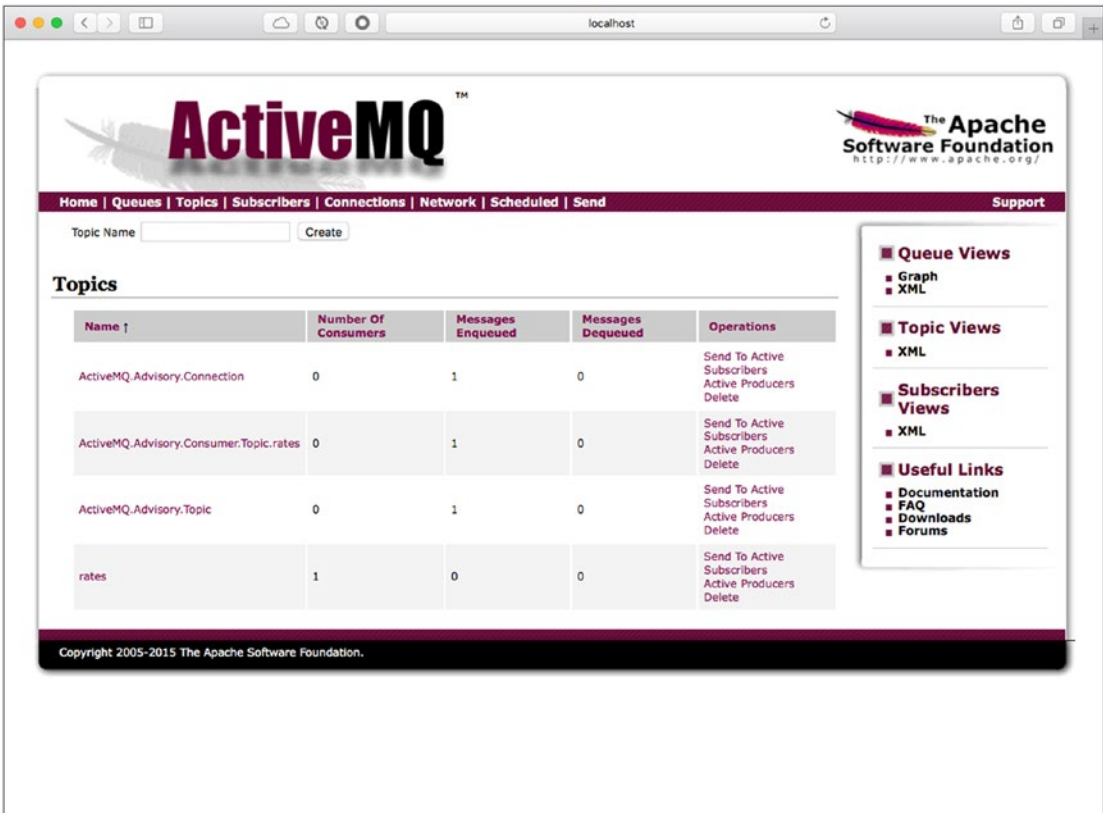 localhost
ActiveMQ
TM
The Apache
Software Foundation
http://www.apache.org/
Home | Queues | Topics | Subscribers | Connections | Network | Scheduled | Send
Support
Topic Name
Create
Topics
Name ↑
Number Of
Consumers
Messages
Enqueued
Messages
Dequeued
Operations
ActiveMQ.Advisory.Connection
0
1
0
Send To Active
Subscribers
Active Producers
Delete
ActiveMQ.Advisory.Consumer.Topic.rates
0
1
0
Send To Active
Subscribers
Active Producers
Delete
ActiveMQ.Advisory.Topic
0
1
0
Send To Active
Subscribers
Active Producers
Delete
rates
1
0
0
Send To Active
Subscribers
Active Producers
Delete
Queue Views
Graph
XML
Topic Views
XML
Subscribers
Views
XML
Useful Links
Documentation
FAQ
Downloads
Forums
Copyright 2005-2015 The Apache Software Foundation.